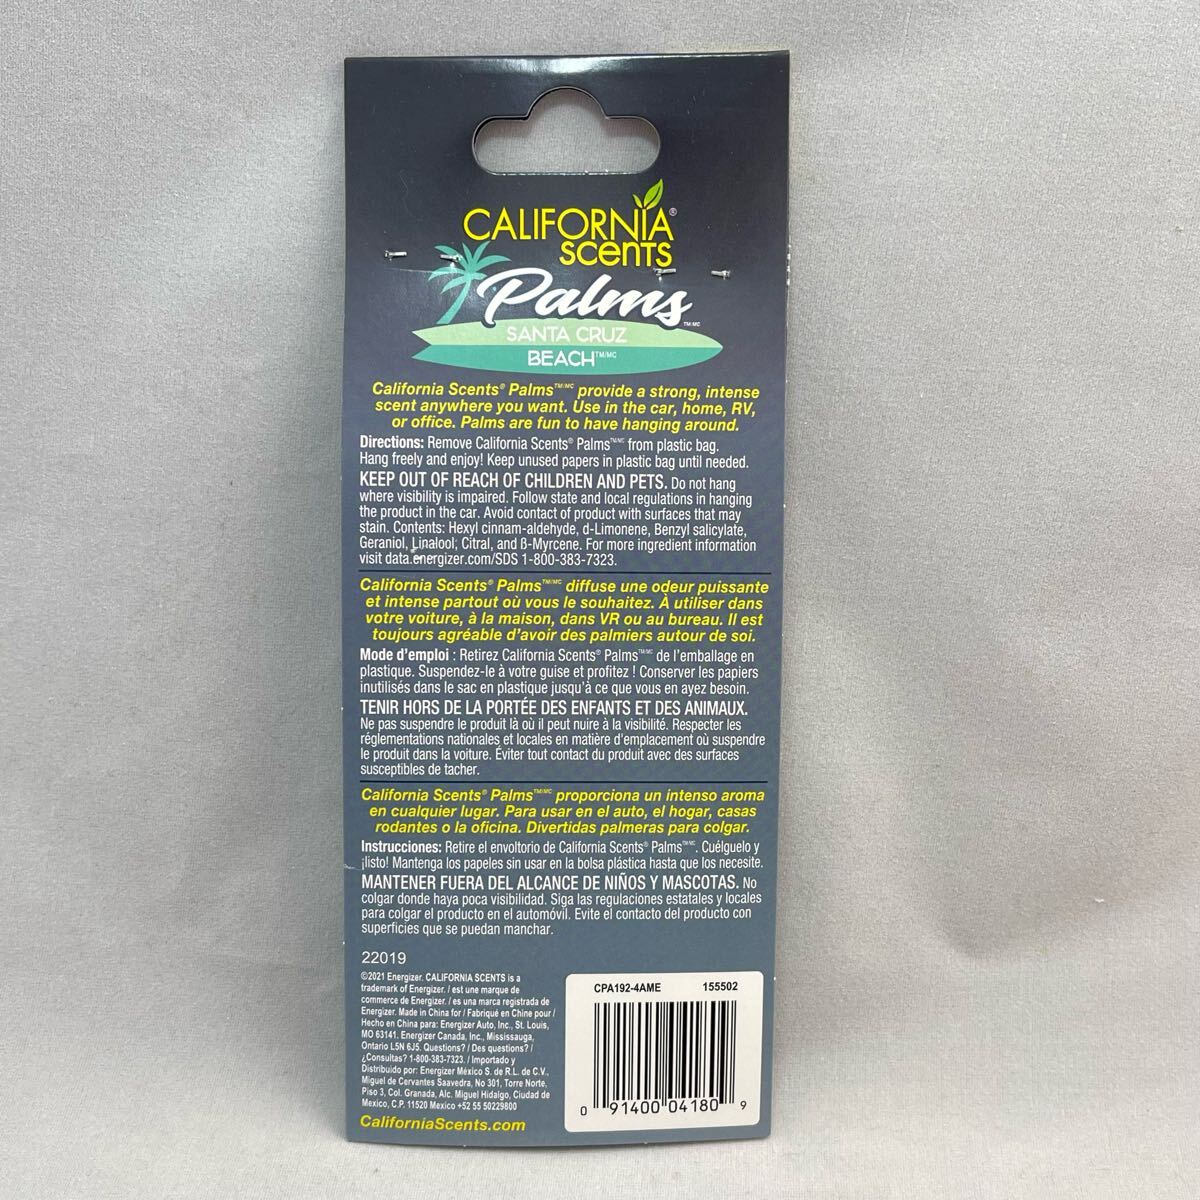 CALIFORNIA®
SCENTS
Palms™/MC
SANTA CRUZ
BEACH™/MC
California Scents® Palms™/MC provide a strong, intense
scent anywhere you want. Use in the car, home, RV,
or office. Palms are fun to have hanging around.
Directions: Remove California Scents® Palms™/MC from plastic bag.
Hang freely and enjoy! Keep unused papers in plastic bag until needed.
KEEP OUT OF REACH OF CHILDREN AND PETS. Do not hang
where visibility is impaired. Follow state and local regulations in hanging
the product in the car. Avoid contact of product with surfaces that may
stain. Contents: Hexyl cinnam-aldehyde, d-Limonene, Benzyl salicylate,
Geraniol, Linalool, Citral, and ß-Myrcene. For more ingredient information
visit data.energizer.com/SDS 1-800-383-7323.
California Scents® Palms™/MC diffuse une odeur puissante
et intense partout où vous le souhaitez. À utiliser dans
votre voiture, à la maison, dans VR ou au bureau. Il est
toujours agréable d'avoir des palmiers autour de soi.
Mode d'emploi : Retirez California Scents® Palms™/MC de l'emballage en
plastique. Suspendez-le à votre guise et profitez ! Conserver les papiers
inutilisés dans le sac en plastique jusqu'à ce que vous en ayez besoin.
TENIR HORS DE LA PORTÉE DES ENFANTS ET DES ANIMAUX.
Ne pas suspendre le produit là où il peut nuire à la visibilité. Respecter les
réglementations nationales et locales en matière d'emplacement où suspendre
le produit dans la voiture. Éviter tout contact du produit avec des surfaces
susceptibles de tacher.
California Scents® Palms™/MC proporciona un intenso aroma
en cualquier lugar. Para usar en el auto, el hogar, casas
rodantes o la oficina. Divertidas palmeras para colgar.
Instrucciones: Retire el envoltorio de California Scents® Palms™/MC. Cuélguelo y
¡listo! Mantenga los papeles sin usar en la bolsa plástica hasta que los necesite.
MANTENER FUERA DEL ALCANCE DE NIÑOS Y MASCOTAS. No
colgar donde haya poca visibilidad. Siga las regulaciones estatales y locales
para colgar el producto en el automóvil. Evite el contacto del producto con
superficies que se puedan manchar.
22019
©2021 Energizer. CALIFORNIA SCENTS is a
trademark of Energizer. / est une marque de
commerce de Energizer. / es una marca registrada de
Energizer. Made in China for / Fabriqué en Chine pour /
Hecho en China para: Energizer Auto, Inc., St. Louis,
MO 63141. Energizer Canada, Inc., Mississauga,
Ontario L5N 6J5. Questions? / Des questions? /
¿Consultas? 1-800-383-7323. / Importado y
Distribuido por: Energizer México S. de R.L. de C.V.,
Miguel de Cervantes Saavedra, No 301, Torre Norte,
Piso 3, Col. Granada, Alc. Miguel Hidalgo, Ciudad de
Mexico, C.P. 11520 Mexico +52 55 50229800
CaliforniaScents.com
CPA192-4AME 155502
0 91400 04180 9